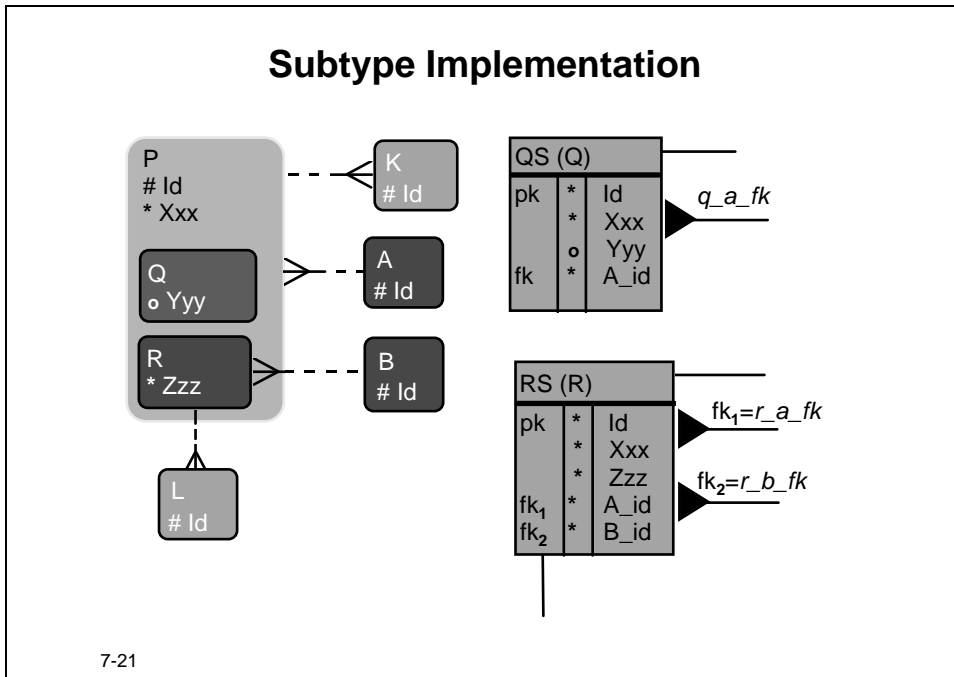 Subtype Implementation
P
# Id
* Xxx
Q
o Yyy
R
* Zzz
K
# Id
A
# Id
B
# Id
L
# Id
QS (Q)
pk * Id
* Xxx
o Yyy
fk * A_id
q_a_fk
RS (R)
pk * Id
* Xxx
* Zzz
fk1 * A_id
fk2 * B_id
fk1=r_a_fk
fk2=r_b_fk
7-21